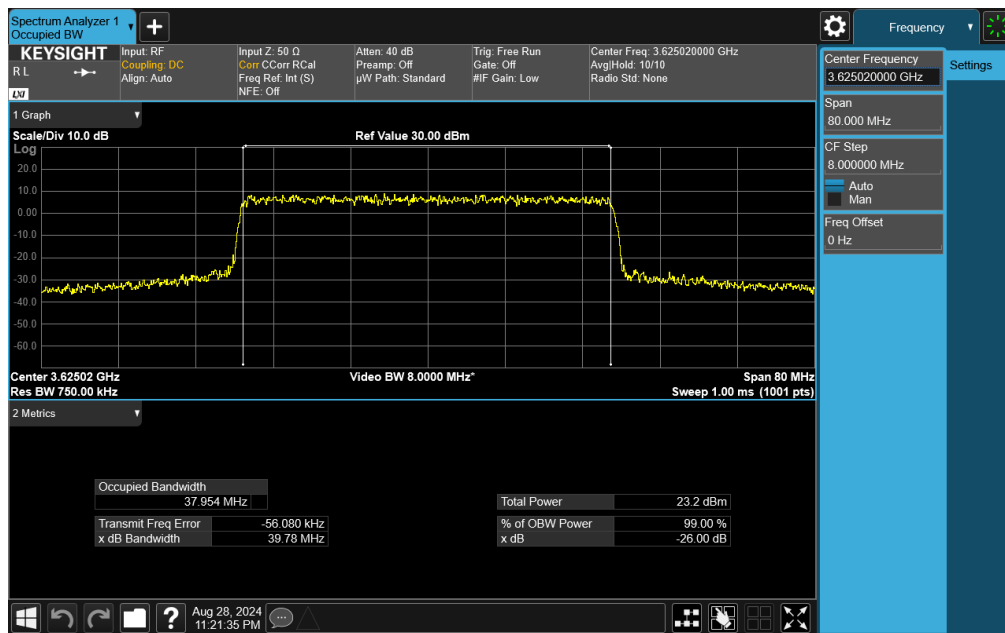 Spectrum Analyzer 1
Occupied BW
Frequency
KEYSIGHT
R L
LXI
Input: RF
Coupling: DC
Align: Auto
Input Z: 50 Ω
Corr CCorr RCal
Freq Ref: Int (S)
NFE: Off
Atten: 40 dB
Preamp: Off
µW Path: Standard
Trig: Free Run
Gate: Off
#IF Gain: Low
Center Freq: 3.625020000 GHz
Avg|Hold: 10/10
Radio Std: None
Center Frequency
3.625020000 GHz
Settings
Span
80.000 MHz
CF Step
8.000000 MHz
Auto
Man
Freq Offset
0 Hz
1 Graph
Scale/Div 10.0 dB
Ref Value 30.00 dBm
Log
20.0
10.0
0.00
-10.0
-20.0
-30.0
-40.0
-50.0
-60.0
Center 3.62502 GHz
Video BW 8.0000 MHz*
Span 80 MHz
Res BW 750.00 kHz
Sweep 1.00 ms (1001 pts)
2 Metrics
Occupied Bandwidth
37.954 MHz
Total Power 23.2 dBm
Transmit Freq Error -56.080 kHz
% of OBW Power 99.00 %
x dB Bandwidth 39.78 MHz
x dB -26.00 dB
Aug 28, 2024
11:21:35 PM